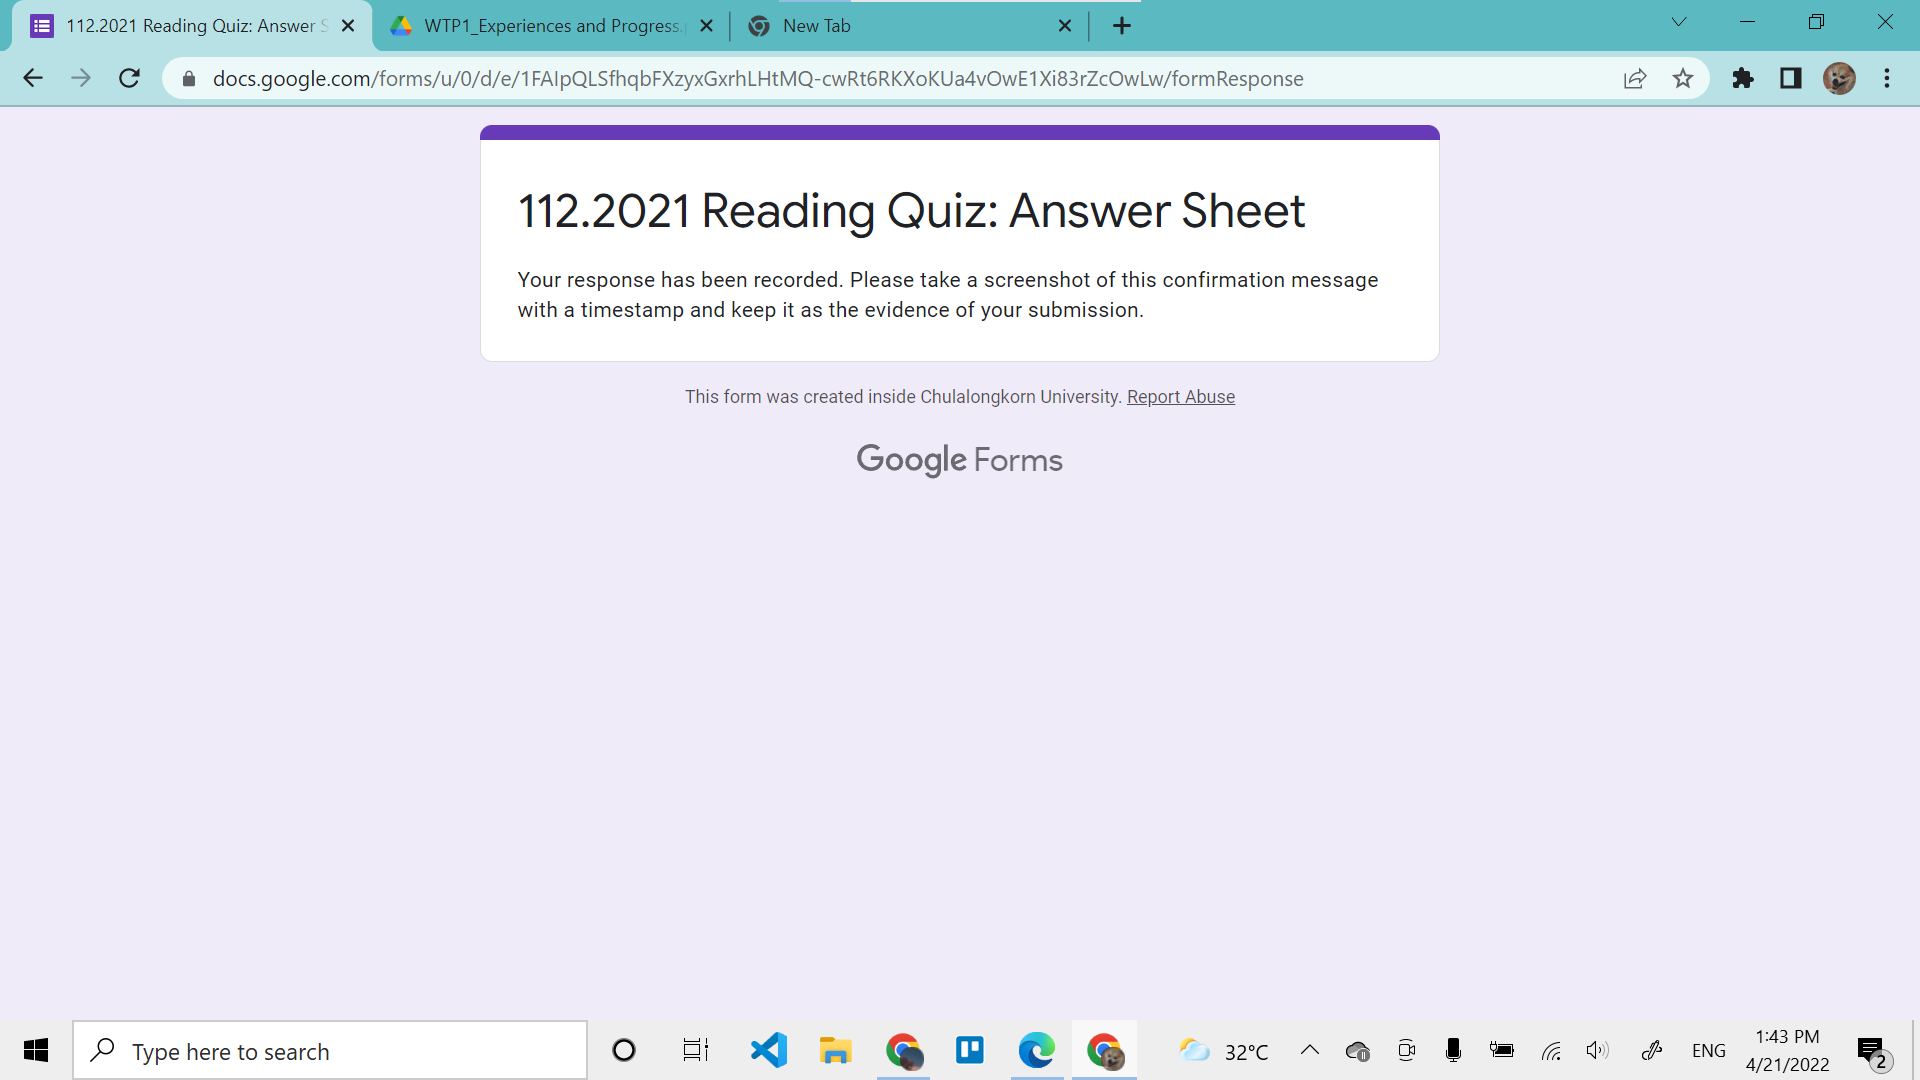 112.2021 Reading Quiz: Answer S
WTP1_Experiences and Progress.
New Tab
docs.google.com/forms/u/0/d/e/1FAIpQLSfhqbFXzyxGxrhLHtMQ-cwRt6RKXoKUa4vOwE1Xi83rZcOwLw/formResponse
112.2021 Reading Quiz: Answer Sheet
Your response has been recorded. Please take a screenshot of this confirmation message
with a timestamp and keep it as the evidence of your submission.
This form was created inside Chulalongkorn University. Report Abuse
Google Forms
Type here to search
32°C
ENG
1:43 PM
4/21/2022
2